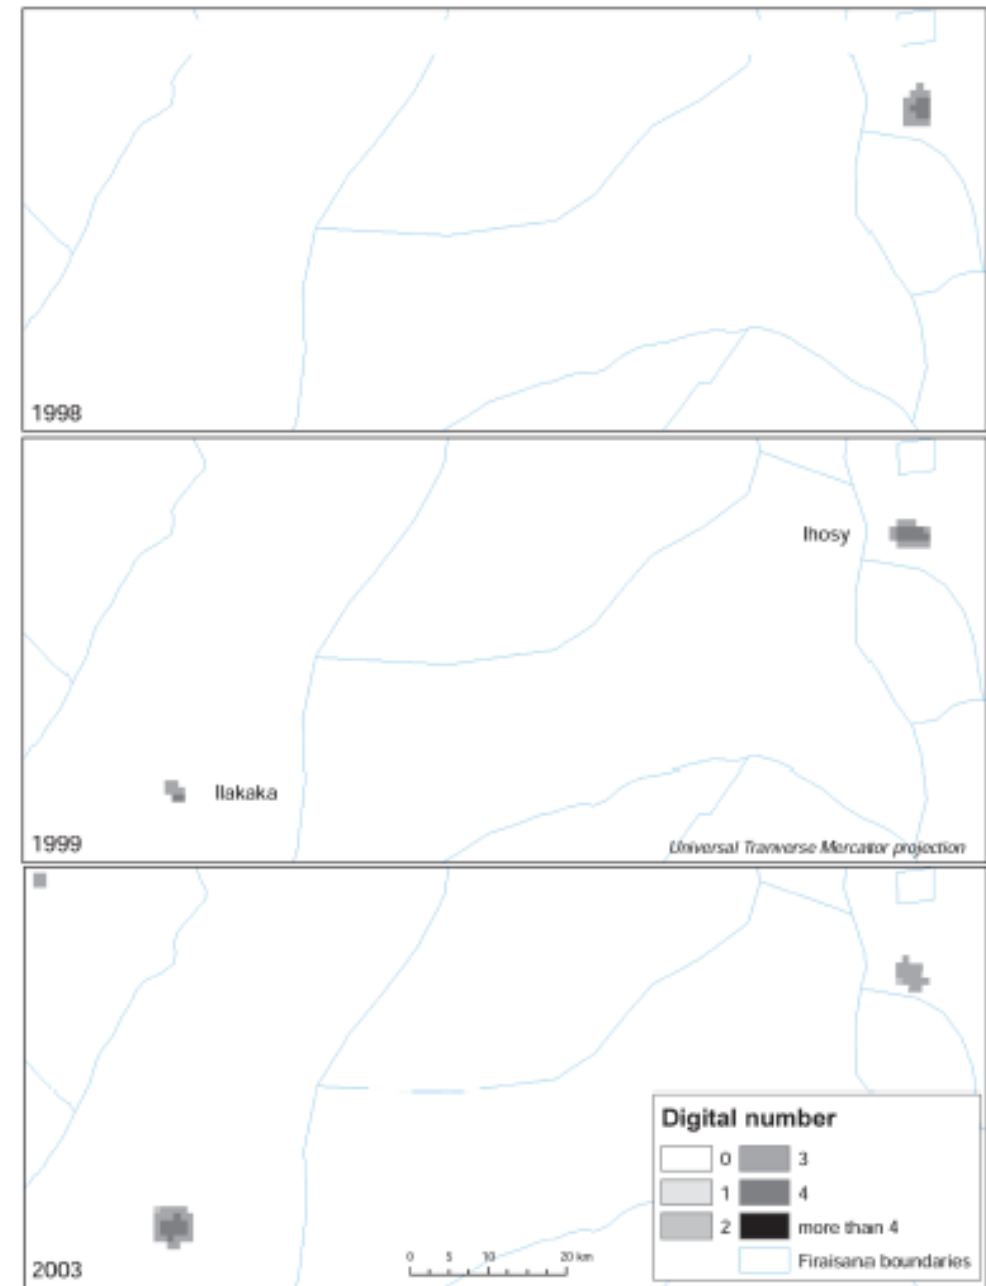 1998
Ihosy
Ilakaka
1999
Universal Tranverse Mercator projection
Digital number
0 3
1 4
2 more than 4
Firaisana boundaries
0 5 10 20 km
2003